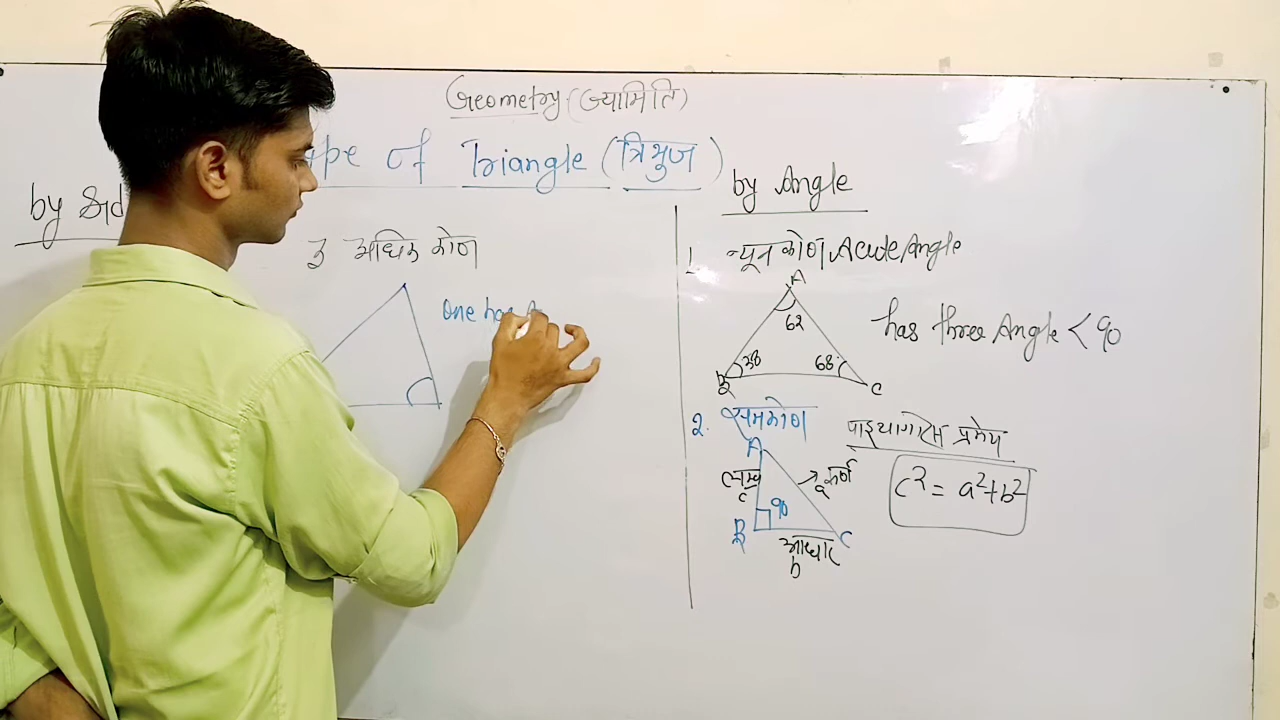 Geometry (ज्यामिति)
ype of Triangle (त्रिभुज)
by Sid
3 अधिक कोण
One has
by Angle
1. न्यून कोण Acute Angle
A
62
B
38
68
C
has three Angle < 90
2. समकोण
पाइथागोरस प्रमेय
A
लम्ब
कर्ण
c² = a²+b²
c
90
B
C
आधार
b